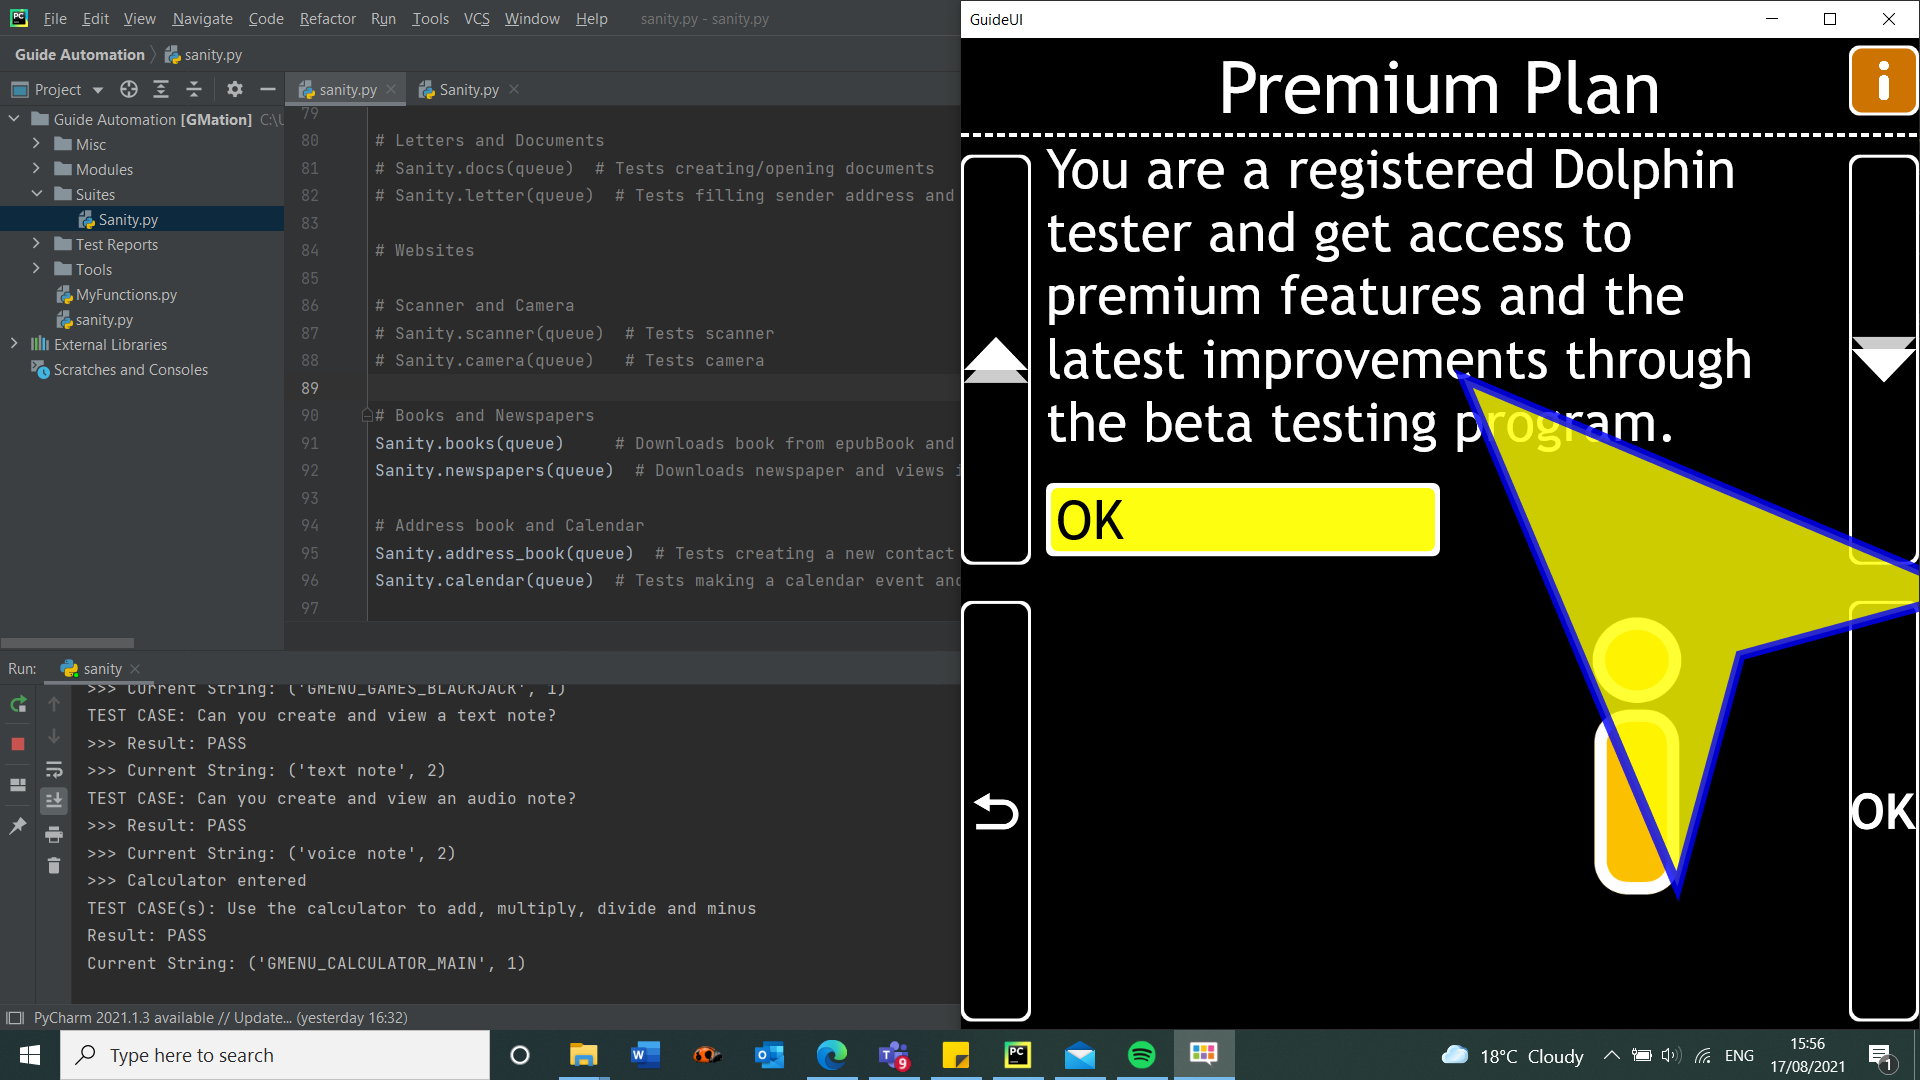 File Edit View Navigate Code Refactor Run Tools VCS Window Help sanity.py - sanity.py
Guide Automation sanity.py
Project
sanity.py
Sanity.py
Guide Automation [GMation] C:\U
Misc
Modules
Suites
Sanity.py
Test Reports
Tools
MyFunctions.py
sanity.py
External Libraries
Scratches and Consoles
79
80 # Letters and Documents
81 # Sanity.docs(queue) # Tests creating/opening documents
82 # Sanity.letter(queue) # Tests filling sender address and
83
84 # Websites
85
86 # Scanner and Camera
87 # Sanity.scanner(queue) # Tests scanner
88 # Sanity.camera(queue) # Tests camera
89
90 # Books and Newspapers
91 Sanity.books(queue) # Downloads book from epubBook and
92 Sanity.newspapers(queue) # Downloads newspaper and views i
93
94 # Address book and Calendar
95 Sanity.address_book(queue) # Tests creating a new contact
96 Sanity.calendar(queue) # Tests making a calendar event and
97
Run: sanity
>>> Current String: ('GMENU_GAMES_BLACKJACK', 1)
TEST CASE: Can you create and view a text note?
>>> Result: PASS
>>> Current String: ('text note', 2)
TEST CASE: Can you create and view an audio note?
>>> Result: PASS
>>> Current String: ('voice note', 2)
>>> Calculator entered
TEST CASE(s): Use the calculator to add, multiply, divide and minus
Result: PASS
Current String: ('GMENU_CALCULATOR_MAIN', 1)
PyCharm 2021.1.3 available // Update... (yesterday 16:32)
GuideUI
Premium Plan
i
You are a registered Dolphin
tester and get access to
premium features and the
latest improvements through
the beta testing program.
OK
OK
Type here to search
9
18°C Cloudy
ENG
15:56
17/08/2021
1